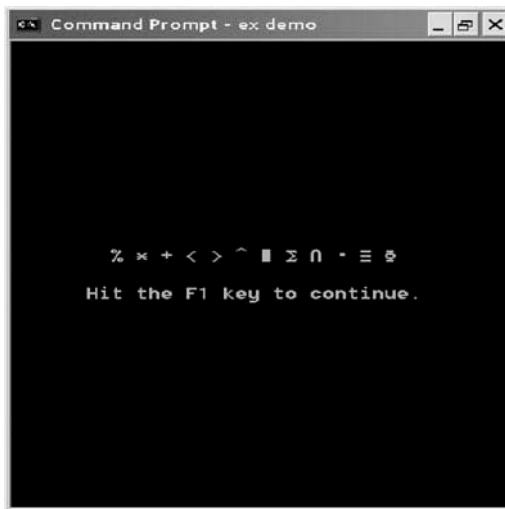 Command Prompt - ex demo
% * + < > ^ █ Σ ∩ · ≡ Φ
Hit the F1 key to continue.